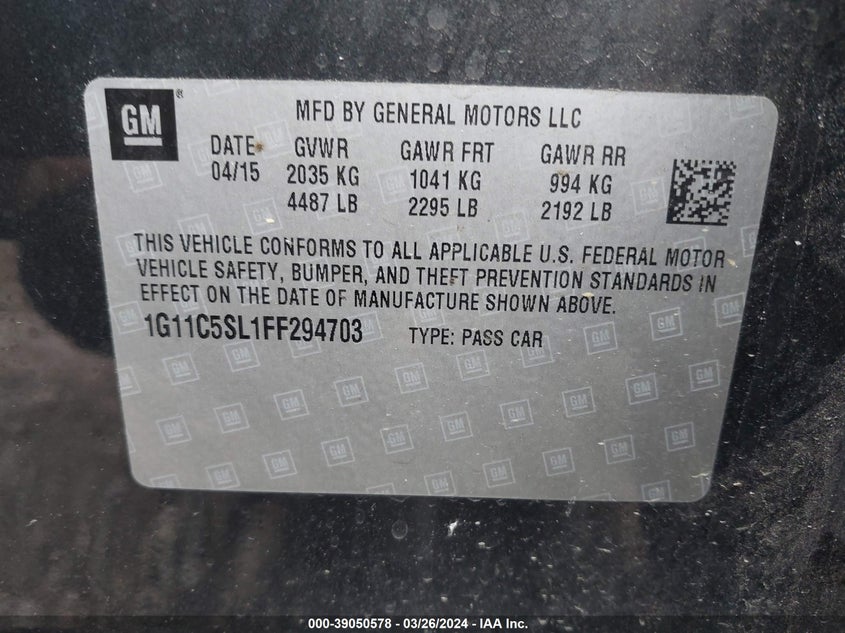 GM
MFD BY GENERAL MOTORS LLC
DATE GVWR GAWR FRT GAWR RR
04/15 2035 KG 1041 KG 994 KG
4487 LB 2295 LB 2192 LB
THIS VEHICLE CONFORMS TO ALL APPLICABLE U.S. FEDERAL MOTOR
VEHICLE SAFETY, BUMPER, AND THEFT PREVENTION STANDARDS IN
EFFECT ON THE DATE OF MANUFACTURE SHOWN ABOVE.
1G11C5SL1FF294703 TYPE: PASS CAR
000-39050578 - 03/26/2024 - IAA Inc.